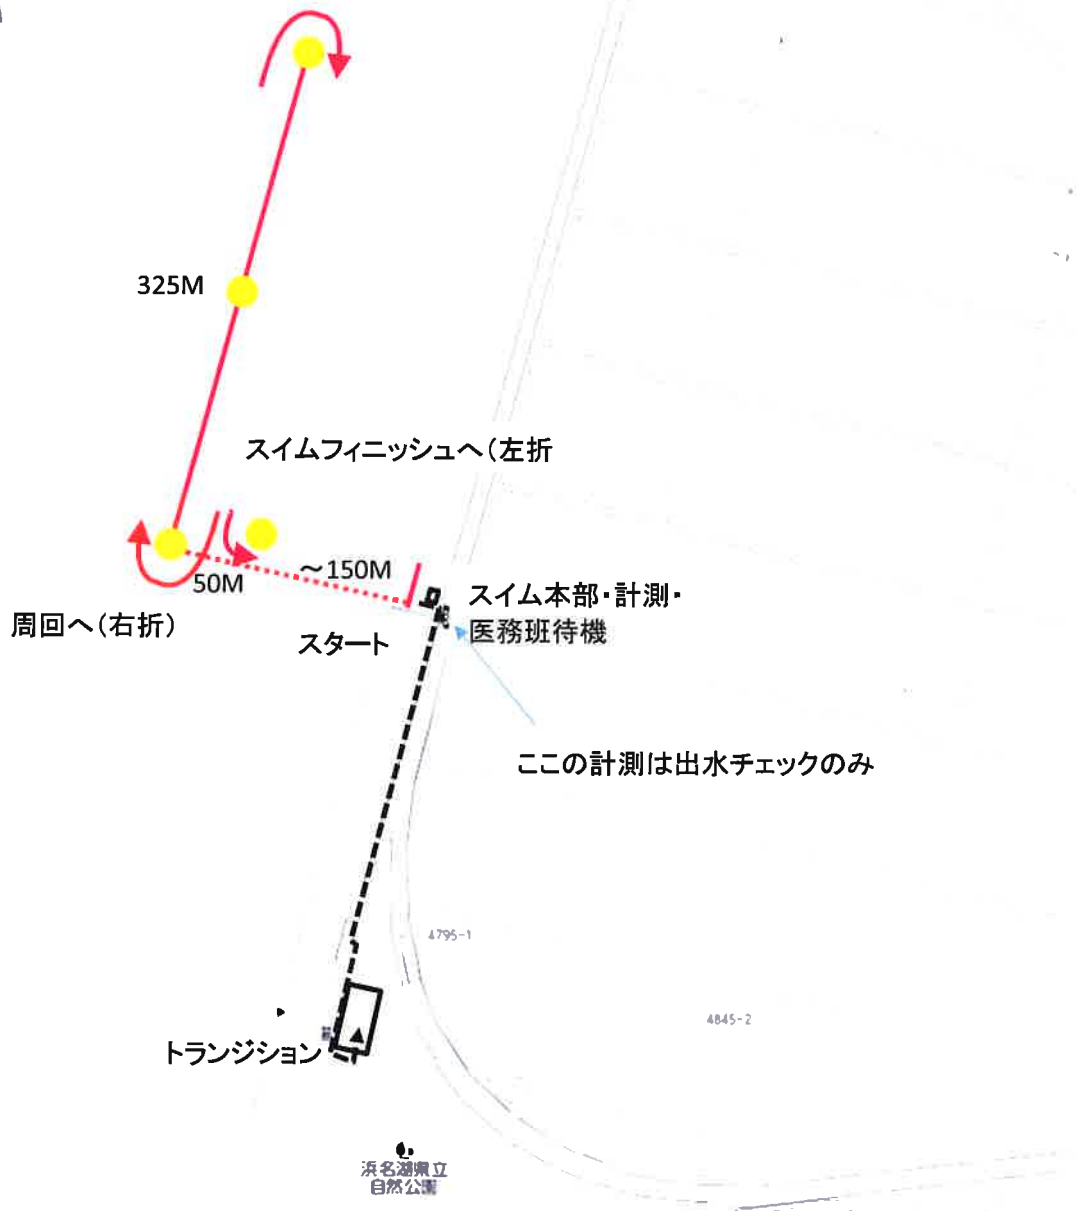 325M
スイムフィニッシュへ(左折
50M
～150M
スイム本部・計測・
医務班待機
周回へ(右折)
スタート
ここの計測は出水チェックのみ
4795-1
4845-2
トランジション
浜名湖県立
自然公園